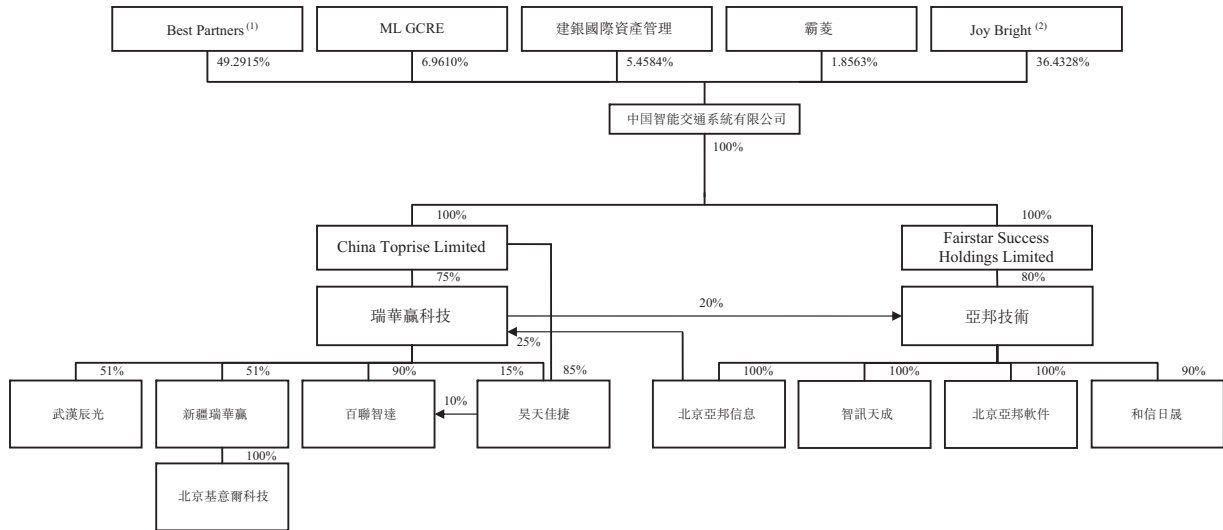 Best Partners (1)
ML GCRE
建銀國際資產管理
霸菱
Joy Bright (2)
49.2915%
6.9610%
5.4584%
1.8563%
36.4328%
中国智能交通系統有限公司
100%
100%
100%
China Toprise Limited
Fairstar Success
Holdings Limited
75%
80%
瑞華贏科技
20%
亞邦技術
25%
51%
51%
90%
15%
85%
100%
100%
100%
90%
武漢辰光
新疆瑞華贏
百聯智達
10%
昊天佳捷
北京亞邦信息
智訊天成
北京亞邦軟件
和信日晟
100%
北京基意爾科技